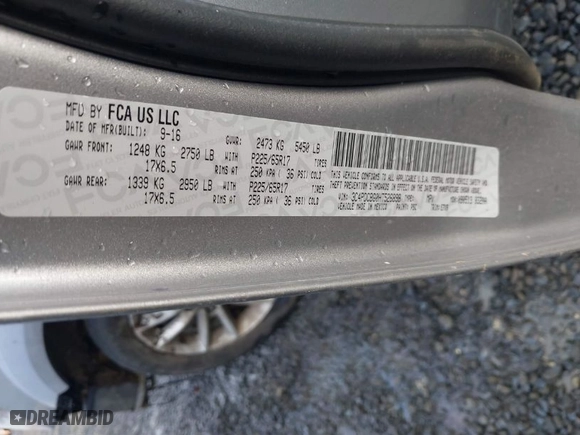 MFD BY FCA US LLC
DATE OF MFR(BUILT): 9-16 GVWR: 2473 KG 5450 LB
GAWR FRONT: 1248 KG 2750 LB WITH P225/65R17 TIRES
17X6.5 RIMS AT 250 KPA ( 36 PSI COLD
GAWR REAR: 1339 KG 2950 LB WITH P225/65R17 TIRES
17X6.5 RIMS AT 250 KPA ( 36 PSI COLD
THIS VEHICLE CONFORMS TO ALL APPLICABLE U.S.A. FEDERAL MOTOR VEHICLE SAFETY AND
THEFT PREVENTION STANDARDS IN EFFECT ON THE DATE OF MANUFACTURE SHOWN ABOVE.
VIN: TYPE: MPV
VEHICLE MADE IN MEXICO PAINT:
DREAMBID